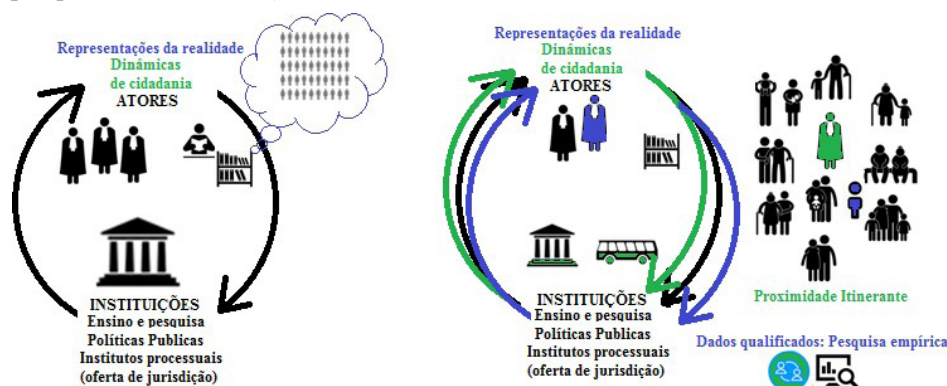 Representações da realidade
Dinâmicas
de cidadania
ATORES
INSTITUIÇÕES
Ensino e pesquisa
Políticas Publicas
Institutos processuais
(oferta de jurisdição)
Representações da realidade
Dinâmicas
de cidadania
ATORES
INSTITUIÇÕES
Ensino e pesquisa
Políticas Publicas
Institutos processuais
(oferta de jurisdição)
Proximidade Itinerante
Dados qualificados: Pesquisa empírica